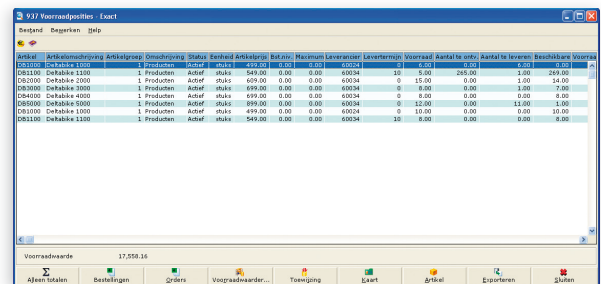 937 Voorraadposities - Exact
Bestand Bewerken Help
Artikel Artikelomschrijving Artikelgroep Omschrijving Status Eenheid Artikelprijs Bst.niv. Maximum Leverancier Levertermijn Voorraad Aantal te ontv. Aantal te leveren Beschikbare Voorraa
DB1000 Deltabike 1000 1 Producten Actief stuks 499.00 0.00 0.00 60024 0 6.00 0.00 0.00 6.00
DB1100 Deltabike 1100 1 Producten Actief stuks 549.00 0.00 0.00 60034 10 5.00 265.00 1.00 269.00
DB2000 Deltabike 2000 1 Producten Actief stuks 609.00 0.00 0.00 60034 0 15.00 0.00 1.00 14.00
DB3000 Deltabike 3000 1 Producten Actief stuks 699.00 0.00 0.00 60034 0 8.00 0.00 1.00 7.00
DB4000 Deltabike 4000 1 Producten Actief stuks 699.00 0.00 0.00 60034 0 8.00 0.00 0.00 8.00
DB5000 Deltabike 5000 1 Producten Actief stuks 899.00 0.00 0.00 60034 0 12.00 0.00 11.00 1.00
DB1000 Deltabike 1000 1 Producten Actief stuks 499.00 0.00 0.00 60024 0 10.00 0.00 0.00 10.00
DB1100 Deltabike 1100 1 Producten Actief stuks 549.00 0.00 0.00 60034 10 8.00 0.00 0.00 8.00
Voorraadwaarde 17,558.16
Alleen totalen Bestellingen Orders Voorraadwaarder... Toewijzing Kaart Artikel Exporteren Sluiten